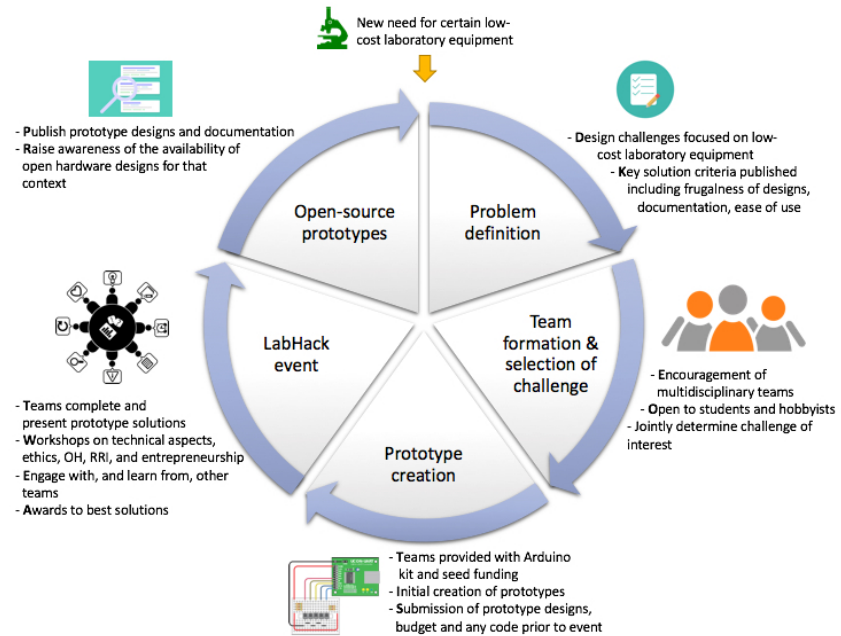 New need for certain low-
cost laboratory equipment
- Publish prototype designs and documentation
- Raise awareness of the availability of
open hardware designs for that
context
- Design challenges focused on low-
cost laboratory equipment
- Key solution criteria published
including frugalness of designs,
documentation, ease of use
Open-source
prototypes
Problem
definition
LabHack
event
Team
formation &
selection of
challenge
Prototype
creation
- Encouragement of
multidisciplinary teams
- Open to students and hobbyists
- Jointly determine challenge of
interest
- Teams complete and
present prototype solutions
- Workshops on technical aspects,
ethics, OH, RRI, and entrepreneurship
- Engage with, and learn from, other
teams
- Awards to best solutions
- Teams provided with Arduino
kit and seed funding
- Initial creation of prototypes
- Submission of prototype designs,
budget and any code prior to event